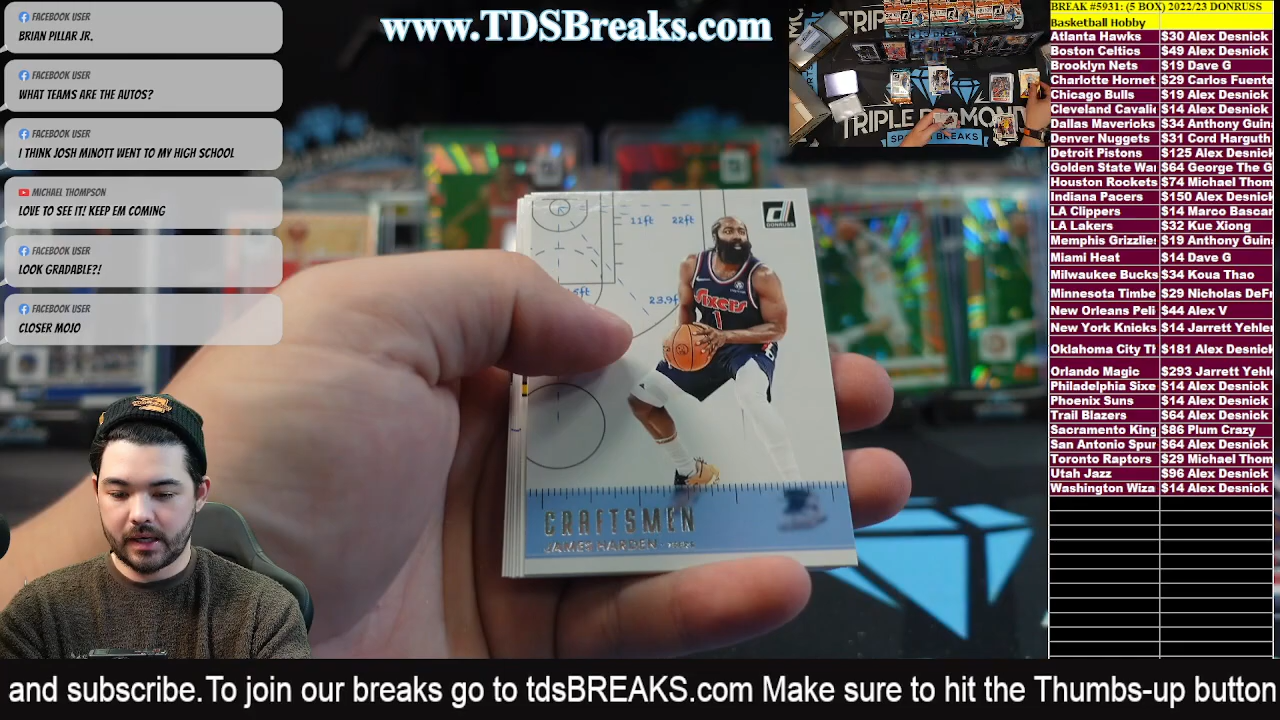 FACEBOOK USER
BRIAN PILLAR JR.
FACEBOOK USER
WHAT TEAMS ARE THE AUTOS?
FACEBOOK USER
I THINK JOSH MINOTT WENT TO MY HIGH SCHOOL
MICHAEL THOMPSON
LOVE TO SEE IT! KEEP EM COMING
FACEBOOK USER
LOOK GRADABLE?!
FACEBOOK USER
CLOSER MOJO
www.TDSBreaks.com
TRIPLE DIAMOND
BREAKS
11ft 22ft
23.9f
DONRUSS
SIXERS
1
CRAFTSMEN
JAMES HARDEN
BREAK #5931: (5 BOX) 2022/23 DONRUSS
Basketball Hobby
Atlanta Hawks $30 Alex Desnick
Boston Celtics $49 Alex Desnick
Brooklyn Nets $19 Dave G
Charlotte Hornet $29 Carlos Fuente
Chicago Bulls $19 Alex Desnick
Cleveland Cavali $14 Alex Desnick
Dallas Mavericks $34 Anthony Guin
Denver Nuggets $31 Cord Harguth
Detroit Pistons $125 Alex Desnick
Golden State Wa $64 George The G
Houston Rockets $74 Michael Thom
Indiana Pacers $150 Alex Desnick
LA Clippers $14 Marco Bascar
LA Lakers $32 Kue Xiong
Memphis Grizzlie $19 Anthony Guin
Miami Heat $14 Dave G
Milwaukee Bucks $34 Koua Thao
Minnesota Timbe $29 Nicholas DeFr
New Orleans Peli $44 Alex V
New York Knicks $14 Jarrett Yehle
Oklahoma City Th $181 Alex Desnick
Orlando Magic $293 Jarrett Yehl
Philadelphia Sixe $14 Alex Desnick
Phoenix Suns $14 Alex Desnick
Trail Blazers $64 Alex Desnick
Sacramento King $86 Plum Crazy
San Antonio Spur $64 Alex Desnick
Toronto Raptors $29 Michael Thom
Utah Jazz $96 Alex Desnick
Washington Wiza $14 Alex Desnick
and subscribe. To join our breaks go to tdsBREAKS.com Make sure to hit the Thumbs-up button